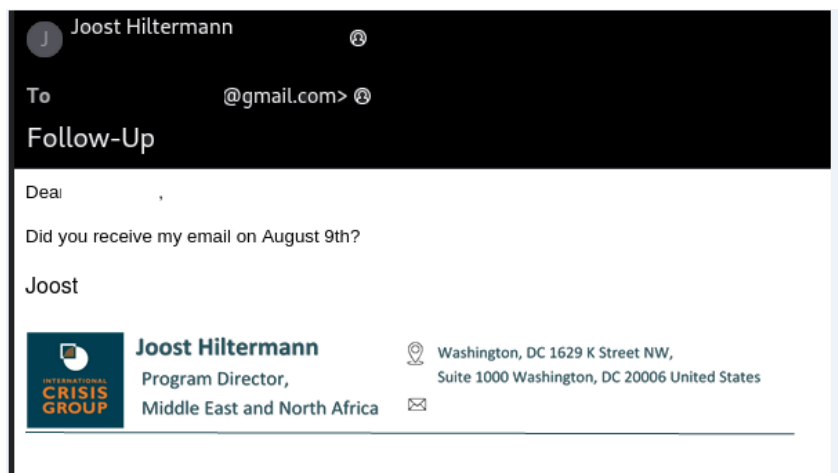 J
Joost Hiltermann
To @gmail.com>
Follow-Up
Dear ,
Did you receive my email on August 9th?
Joost
INTERNATIONAL
CRISIS
GROUP
Joost Hiltermann
Program Director,
Middle East and North Africa
Washington, DC 1629 K Street NW,
Suite 1000 Washington, DC 20006 United States